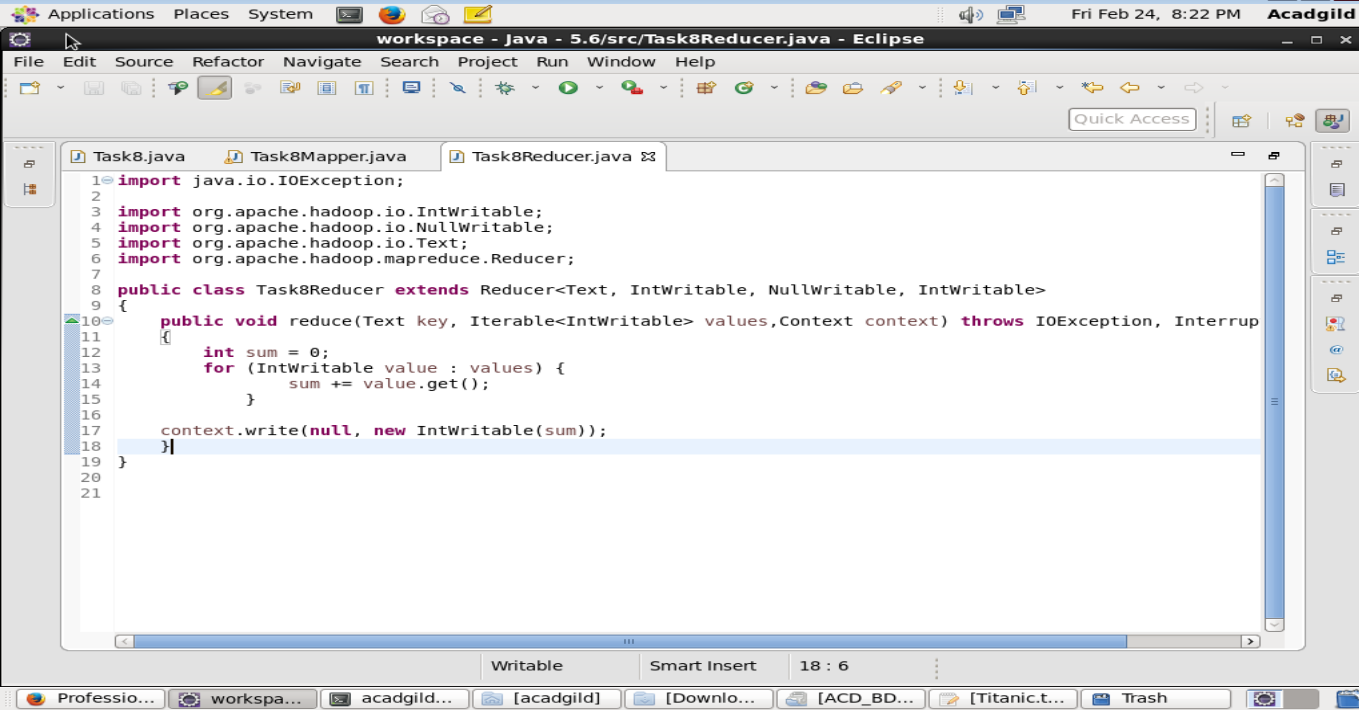 Applications Places System Fri Feb 24, 8:22 PM Acadgild
workspace - Java - 5.6/src/Task8Reducer.java - Eclipse
File Edit Source Refactor Navigate Search Project Run Window Help
Quick Access
Task8.java Task8Mapper.java Task8Reducer.java
1 import java.io.IOException;
2
3 import org.apache.hadoop.io.IntWritable;
4 import org.apache.hadoop.io.NullWritable;
5 import org.apache.hadoop.io.Text;
6 import org.apache.hadoop.mapreduce.Reducer;
7
8 public class Task8Reducer extends Reducer<Text, IntWritable, NullWritable, IntWritable>
9 {
10 public void reduce(Text key, Iterable<IntWritable> values,Context context) throws IOException, Interrup
11 {
12 int sum = 0;
13 for (IntWritable value : values) {
14 sum += value.get();
15 }
16
17 context.write(null, new IntWritable(sum));
18 }
19 }
20
21
Writable Smart Insert 18 : 6
Professio... workspa... acadgild... [acadgild] [Downlo... [ACD_BD... [Titanic.t... Trash